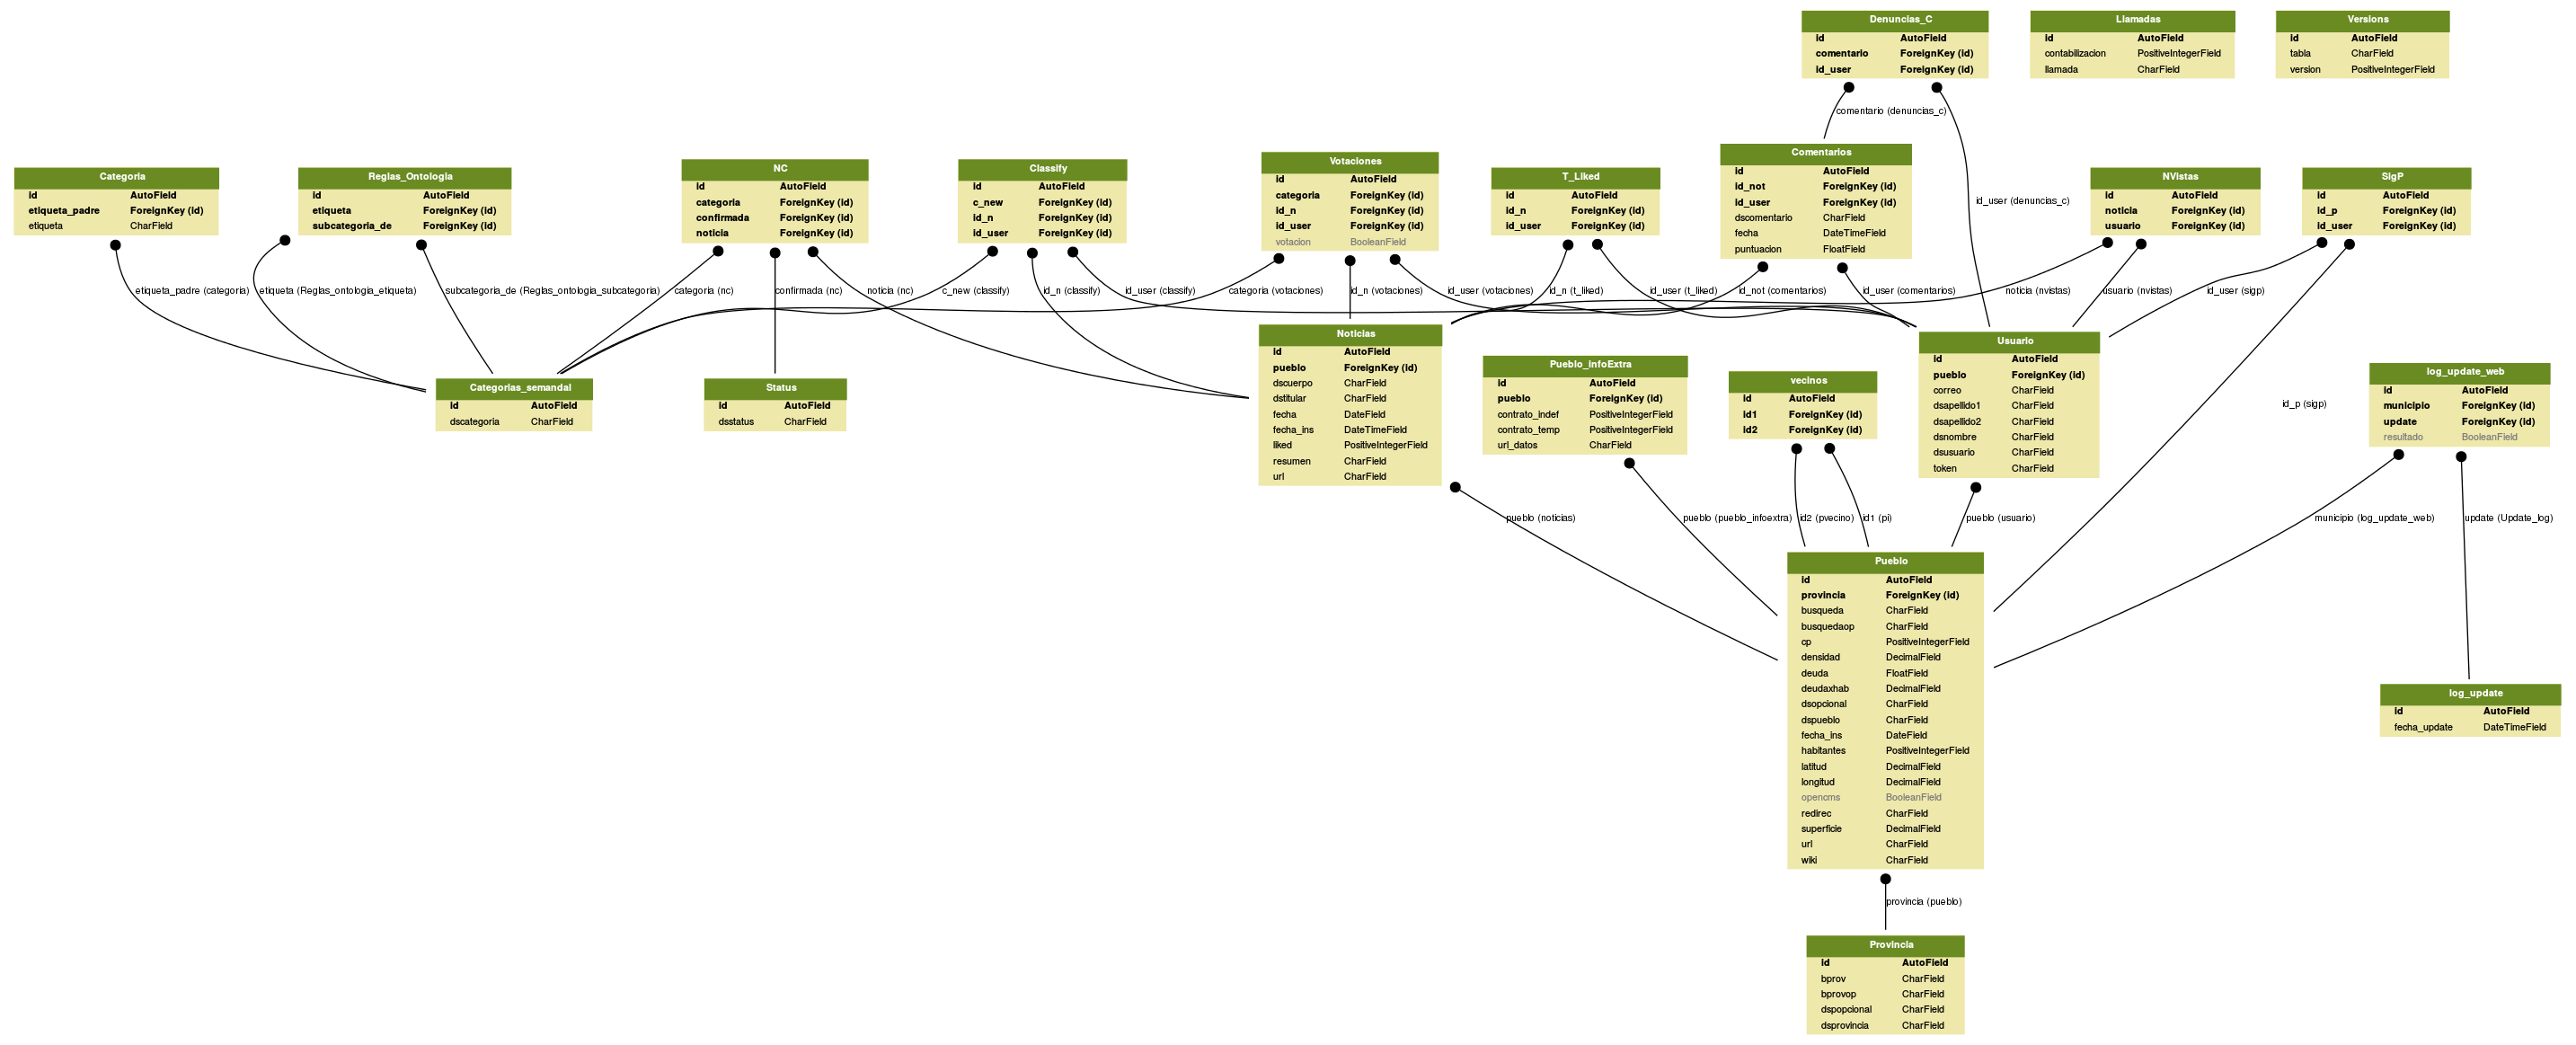 Denuncias_C
id AutoField
comentario ForeignKey (id)
id_user ForeignKey (id)
Llamadas
id AutoField
contabilizacion PositiveIntegerField
llamada CharField
Versions
id AutoField
tabla CharField
version PositiveIntegerField
comentario (denuncias_c)
id_user (denuncias_c)
Categoria
id AutoField
etiqueta_padre ForeignKey (id)
etiqueta CharField
Reglas_Ontologia
id AutoField
etiqueta ForeignKey (id)
subcategoria_de ForeignKey (id)
NC
id AutoField
categoria ForeignKey (id)
confirmada ForeignKey (id)
noticia ForeignKey (id)
Classify
id AutoField
c_new ForeignKey (id)
id_n ForeignKey (id)
id_user ForeignKey (id)
Votaciones
id AutoField
categoria ForeignKey (id)
id_n ForeignKey (id)
id_user ForeignKey (id)
votacion BooleanField
T_Liked
id AutoField
id_n ForeignKey (id)
id_user ForeignKey (id)
Comentarios
id AutoField
id_not ForeignKey (id)
id_user ForeignKey (id)
dscomentario CharField
fecha DateTimeField
puntuacion FloatField
NVistas
id AutoField
noticia ForeignKey (id)
usuario ForeignKey (id)
SigP
id AutoField
id_p ForeignKey (id)
id_user ForeignKey (id)
etiqueta_padre (categoria)
etiqueta (Reglas_ontologia_etiqueta)
subcategoria_de (Reglas_ontologia_subcategoria)
categoria (nc)
confirmada (nc)
noticia (nc)
c_new (classify)
id_n (classify)
id_user (classify)
categoria (votaciones)
id_n (votaciones)
id_user (votaciones)
id_n (t_liked)
id_user (t_liked)
id_not (comentarios)
id_user (comentarios)
noticia (nvistas)
usuario (nvistas)
id_user (sigp)
id_p (sigp)
Categorias_semandal
id AutoField
dscategoria CharField
Status
id AutoField
dsstatus CharField
Noticias
id AutoField
pueblo ForeignKey (id)
dscuerpo CharField
dstitular CharField
fecha DateField
fecha_ins DateTimeField
liked PositiveIntegerField
resumen CharField
url CharField
Pueblo_InfoExtra
id AutoField
pueblo ForeignKey (id)
contrato_indef PositiveIntegerField
contrato_temp PositiveIntegerField
url_datos CharField
vecinos
id AutoField
id1 ForeignKey (id)
id2 ForeignKey (id)
Usuario
id AutoField
pueblo ForeignKey (id)
correo CharField
dsapellido1 CharField
dsapellido2 CharField
dsnombre CharField
dsusuario CharField
token CharField
log_update_web
id AutoField
municipio ForeignKey (id)
update ForeignKey (id)
resultado BooleanField
pueblo (noticias)
pueblo (pueblo_infoextra)
id2 (pvecino)
id1 (pi)
pueblo (usuario)
municipio (log_update_web)
update (Update_log)
Pueblo
id AutoField
provincia ForeignKey (id)
busqueda CharField
busquedaop CharField
cp PositiveIntegerField
densidad DecimalField
deuda FloatField
deudaxhab DecimalField
dsopcional CharField
dspueblo CharField
fecha_ins DateField
habitantes PositiveIntegerField
latitud DecimalField
longitud DecimalField
opencms BooleanField
redirec CharField
superficie DecimalField
url CharField
wiki CharField
log_update
id AutoField
fecha_update DateTimeField
provincia (pueblo)
Provincia
id AutoField
bprov CharField
bprovop CharField
dspopcional CharField
dsprovincia CharField